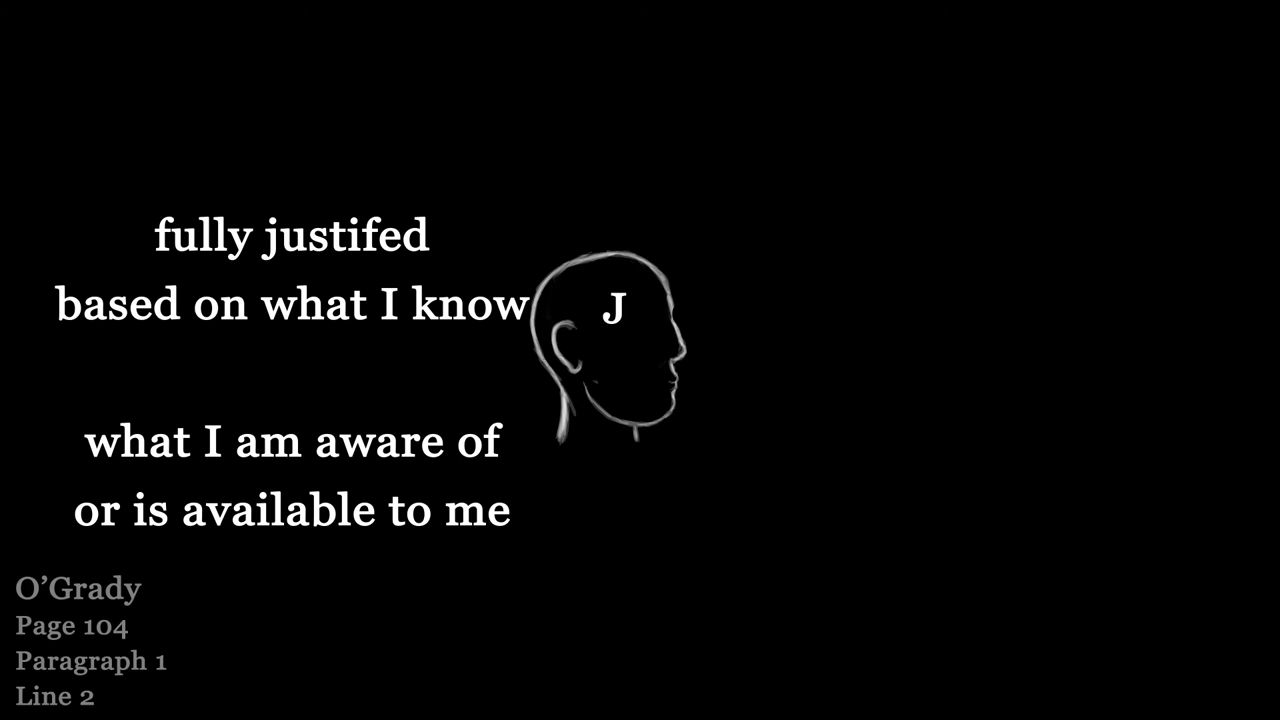 fully justifed
based on what I know
J
what I am aware of
or is available to me
O’Grady
Page 104
Paragraph 1
Line 2